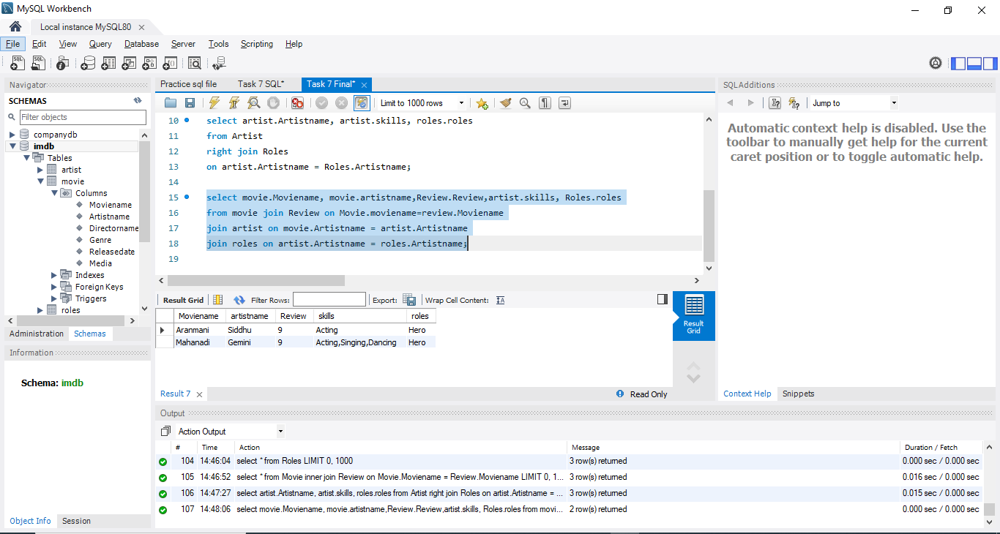 MySQL Workbench
Local instance MySQL80
File Edit View Query Database Server Tools Scripting Help
Navigator
SCHEMAS
Filter objects
companydb
imdb
Tables
artist
movie
Columns
Moviename
Artistname
Directorname
Genre
Releasedate
Media
Indexes
Foreign Keys
Triggers
roles
Administration Schemas
Information
Schema: imdb
Object Info Session
Practice sql file Task 7 SQL* Task 7 Final*
Limit to 1000 rows
10 select artist.Artistname, artist.skills, roles.roles
11 from Artist
12 right join Roles
13 on artist.Artistname = Roles.Artistname;
14
15 select movie.Moviename, movie.artistname,Review.Review,artist.skills, Roles.roles
16 from movie join Review on Movie.moviename=review.Moviename
17 join artist on movie.Artistname = artist.Artistname
18 join roles on artist.Artistname = roles.Artistname;
19
Result Grid Filter Rows: Export: Wrap Cell Content:
Moviename artistname Review skills roles
Aranmani Siddhu 9 Acting Hero
Mahanadi Gemini 9 Acting,Singing,Dancing Hero
Result
Grid
Result 7 Read Only
SQLAdditions
Jump to
Automatic context help is disabled. Use the
toolbar to manually get help for the current
caret position or to toggle automatic help.
Context Help Snippets
Output
Action Output
# Time Action Message Duration / Fetch
104 14:46:04 select * from Roles LIMIT 0, 1000 3 row(s) returned 0.000 sec / 0.000 sec
105 14:46:52 select * from Movie inner join Review on Movie.Moviename = Review.Moviename LIMIT 0, 1... 3 row(s) returned 0.016 sec / 0.000 sec
106 14:47:27 select artist.Artistname, artist.skills, roles.roles from Artist right join Roles on artist.Artistname = ... 3 row(s) returned 0.015 sec / 0.000 sec
107 14:48:06 select movie.Moviename, movie.artistname,Review.Review,artist.skills, Roles.roles from movi... 2 row(s) returned 0.000 sec / 0.000 sec